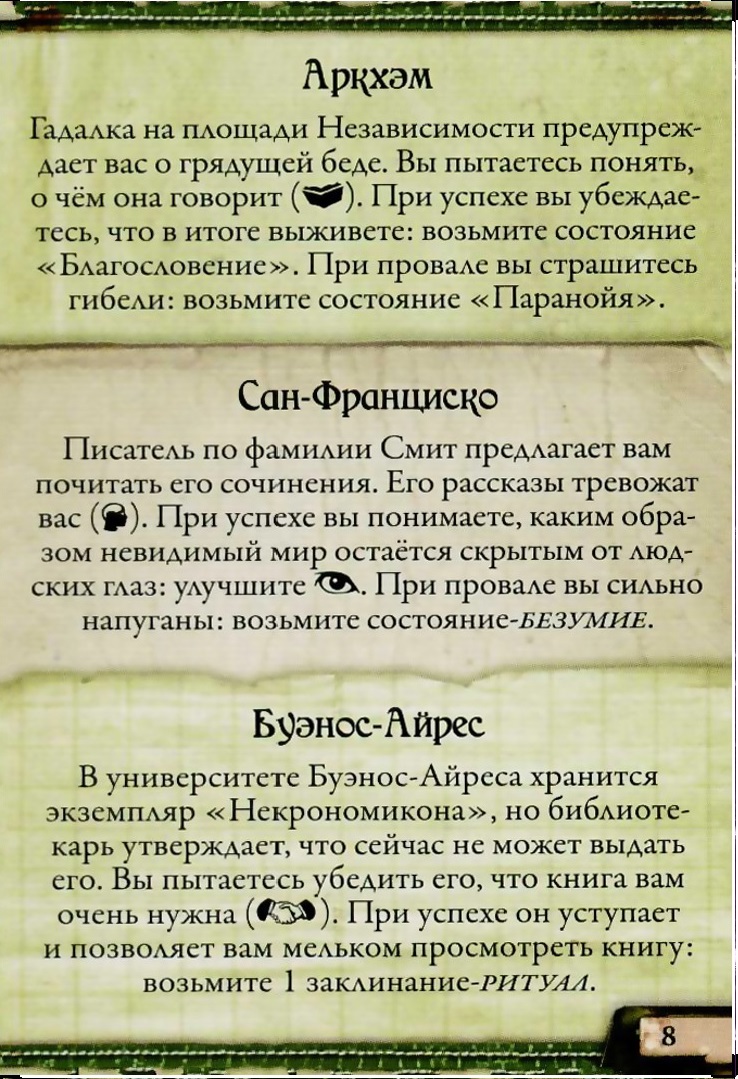 Аркхэм
Гадалка на площади Независимости предупреж-
дает вас о грядущей беде. Вы пытаетесь понять,
о чём она говорит (). При успехе вы убеждае-
тесь, что в итоге выживете: возьмите состояние
«Благословение». При провале вы страшитесь
гибели: возьмите состояние «Паранойя».
Сан-Франциско
Писатель по фамилии Смит предлагает вам
почитать его сочинения. Его рассказы тревожат
вас (). При успехе вы понимаете, каким обра-
зом невидимый мир остаётся скрытым от люд-
ских глаз: улучшите . При провале вы сильно
напуганы: возьмите состояние-БЕЗУМИЕ.
Буэнос-Айрес
В университете Буэнос-Айреса хранится
экземпляр «Некрономикона», но библиоте-
карь утверждает, что сейчас не может выдать
его. Вы пытаетесь убедить его, что книга вам
очень нужна (). При успехе он уступает
и позволяет вам мельком просмотреть книгу:
возьмите 1 заклинание-РИТУАЛ.
8